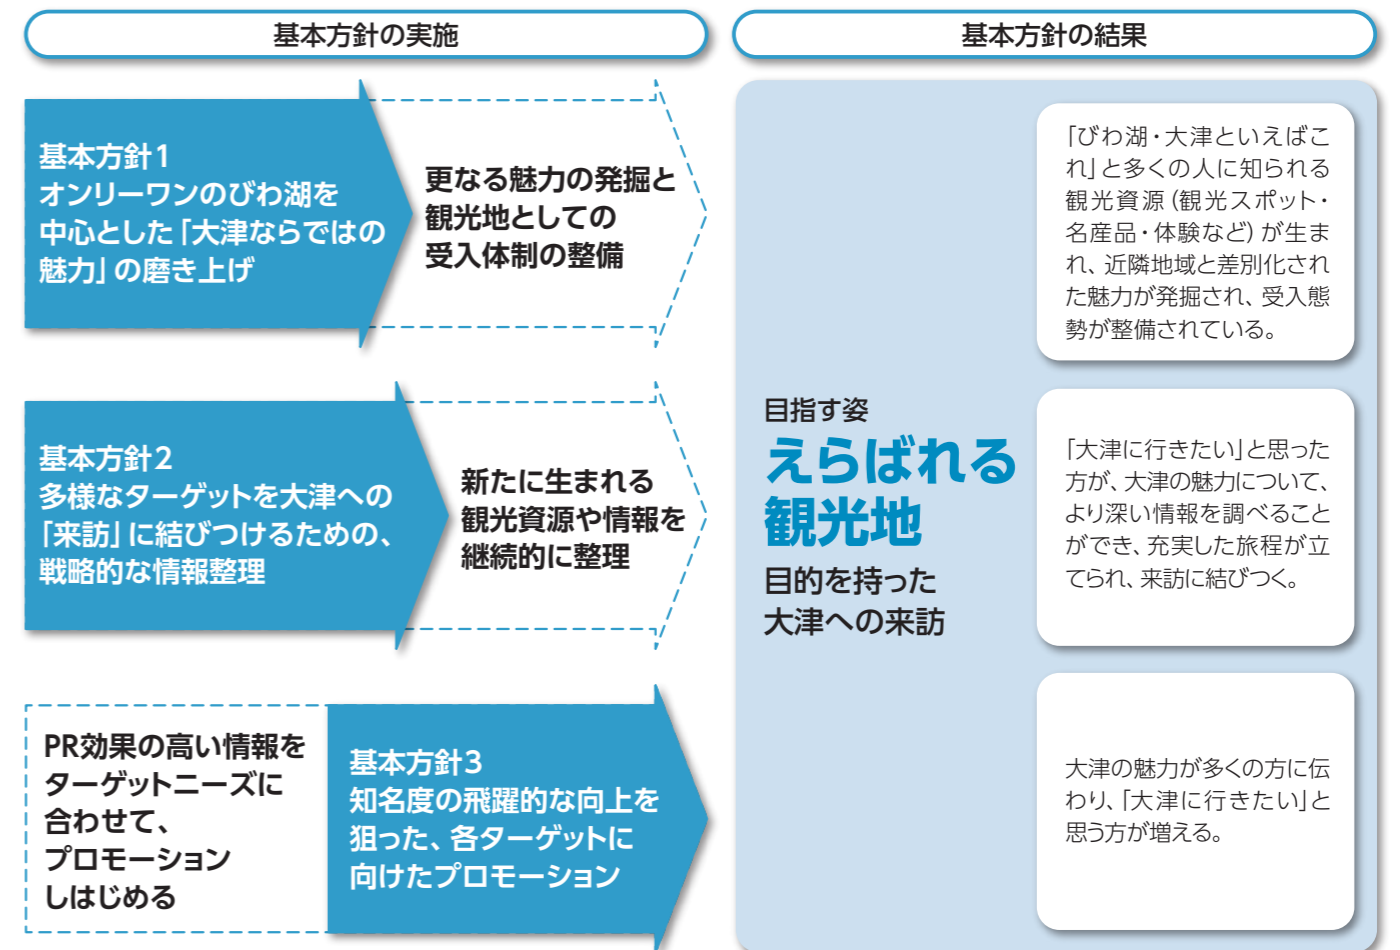 基本方針の実施
基本方針の結果
基本方針1
オンリーワンのびわ湖を
中心とした「大津ならではの
魅力」の磨き上げ
更なる魅力の発掘と
観光地としての
受入体制の整備
基本方針2
多様なターゲットを大津への
「来訪」に結びつけるための、
戦略的な情報整理
新たに生まれる
観光資源や情報を
継続的に整理
PR効果の高い情報を
ターゲットニーズに
合わせて、
プロモーション
しはじめる
基本方針3
知名度の飛躍的な向上を
狙った、各ターゲットに
向けたプロモーション
目指す姿
えらばれる
観光地
目的を持った
大津への来訪
「びわ湖・大津といえばこ
れ」と多くの人に知られる
観光資源(観光スポット・
名産品・体験など)が生ま
れ、近隣地域と差別化され
た魅力が発掘され、受入態
勢が整備されている。
「大津に行きたい」と思った
方が、大津の魅力について、
より深い情報を調べること
ができ、充実した旅程が立
てられ、来訪に結びつく。
大津の魅力が多くの方に伝
わり、「大津に行きたい」と
思う方が増える。